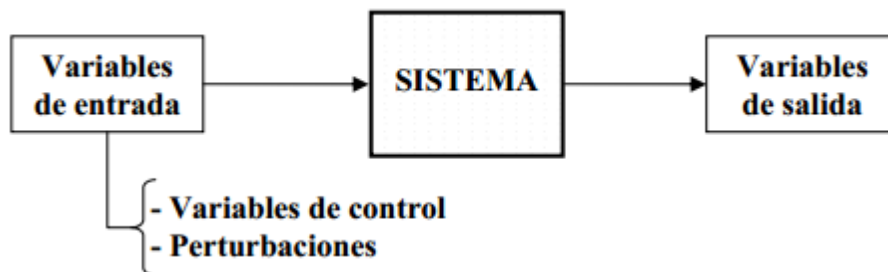 Variables
de entrada
SISTEMA
Variables
de salida
- Variables de control
- Perturbaciones